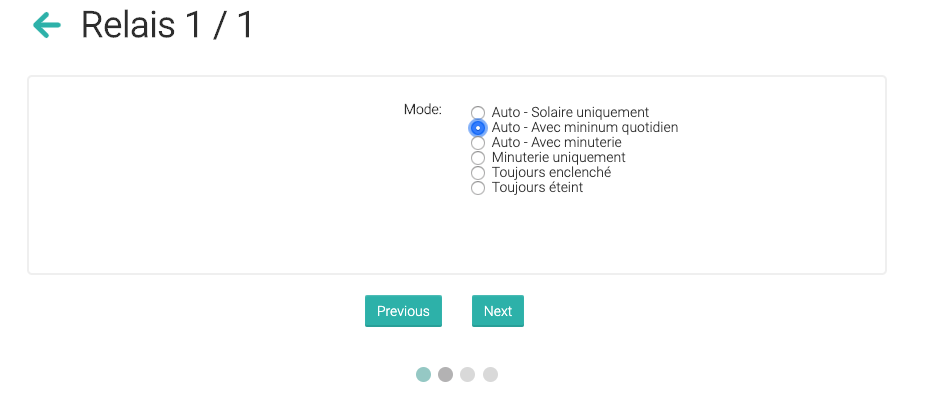 Relais 1 / 1
Mode:
Auto - Solaire uniquement
Auto - Avec mininum quotidien
Auto - Avec minuterie
Minuterie uniquement
Toujours enclenché
Toujours éteint
Previous
Next